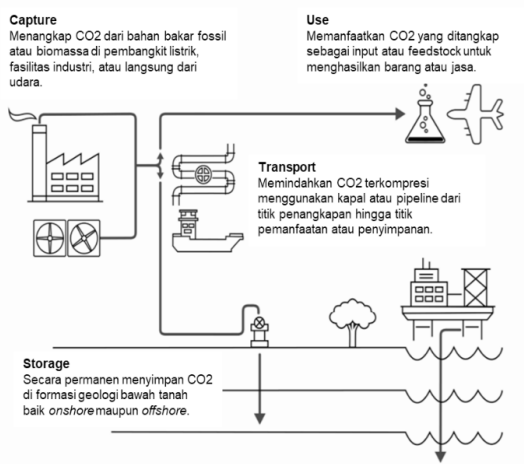 Capture
Menangkap CO2 dari bahan bakar fossil
atau biomassa di pembangkit listrik,
fasilitas industri, atau langsung dari
udara.
Use
Memanfaatkan CO2 yang ditangkap
sebagai input atau feedstock untuk
menghasilkan barang atau jasa.
Transport
Memindahkan CO2 terkompresi
menggunakan kapal atau pipeline dari
titik penangkapan hingga titik
pemanfaatan atau penyimpanan.
Storage
Secara permanen menyimpan CO2
di formasi geologi bawah tanah
baik onshore maupun offshore.